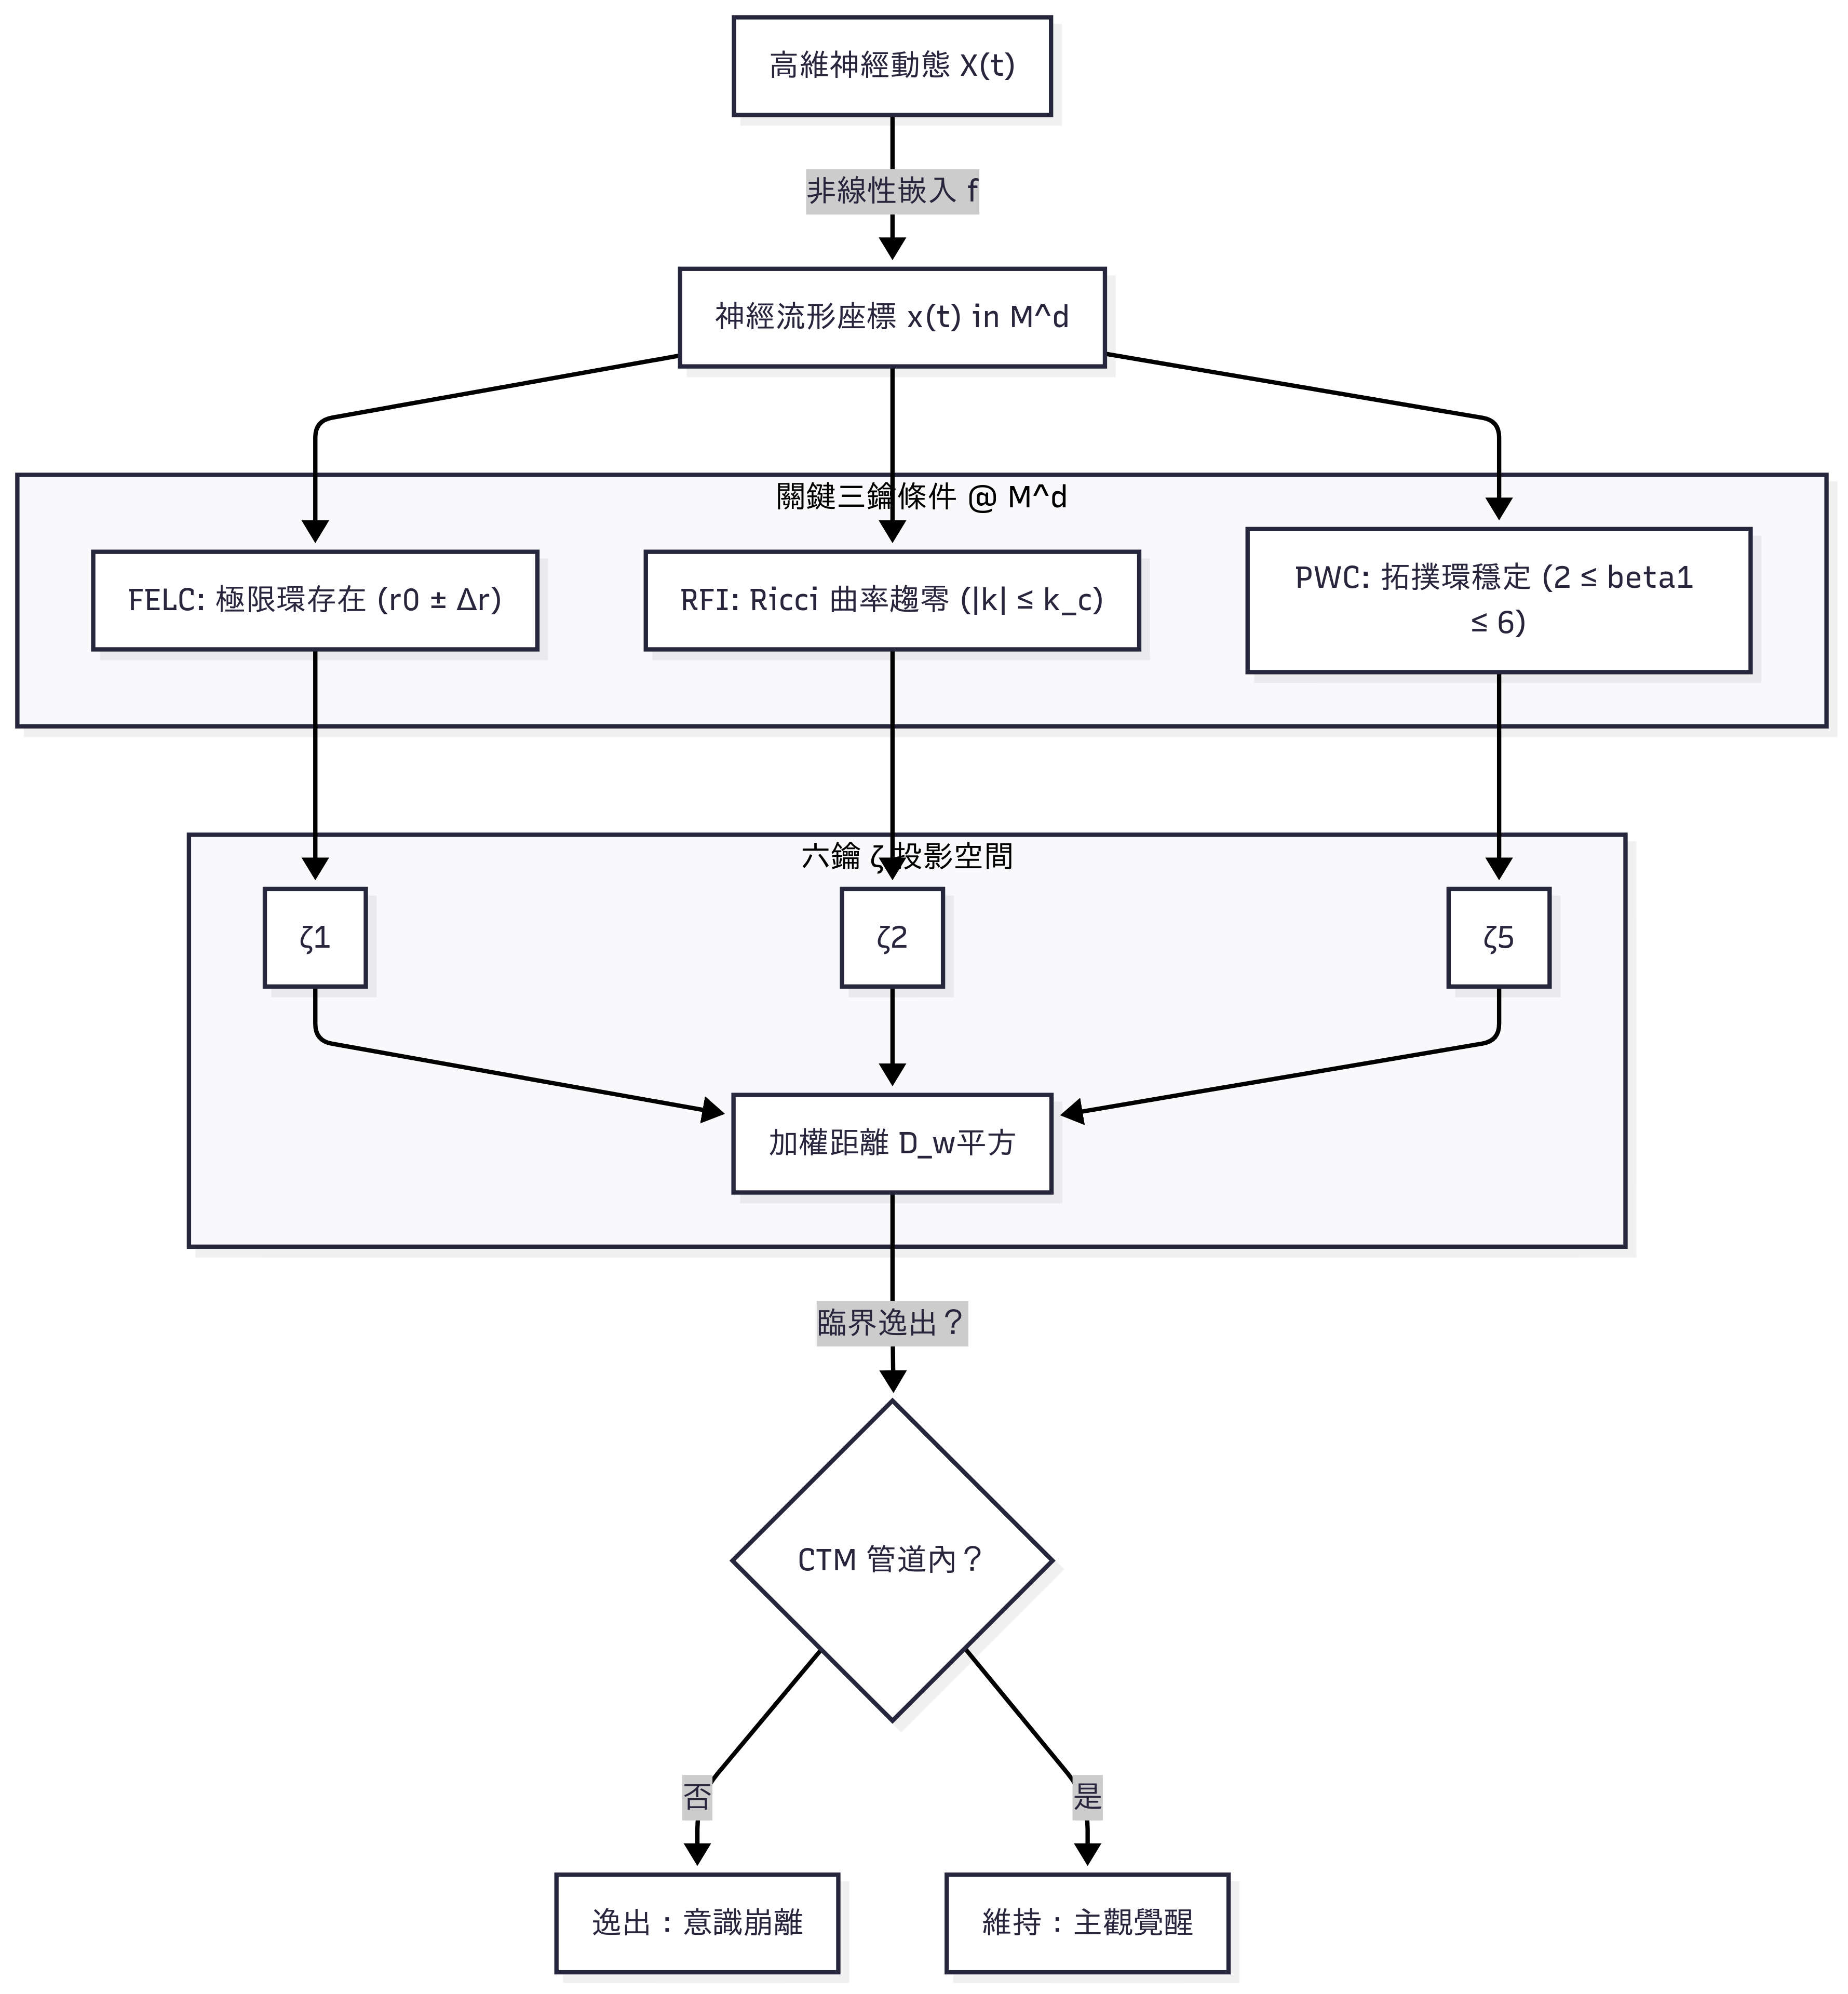 高維神經動態 X(t)
非線性嵌入 f
神經流形座標 x(t) in M^d
關鍵三鑰條件 @ M^d
FELC: 極限環存在 (r0 ± Δr)
RFI: Ricci 曲率趨零 (|k| ≤ k_c)
PWC: 拓撲環穩定 (2 ≤ beta1
≤ 6)
六鑰 ζ 投影空間
ζ1
ζ2
ζ5
加權距離 D_w平方
臨界逸出？
CTM 管道內？
否
是
逸出：意識崩離
維持：主觀覺醒